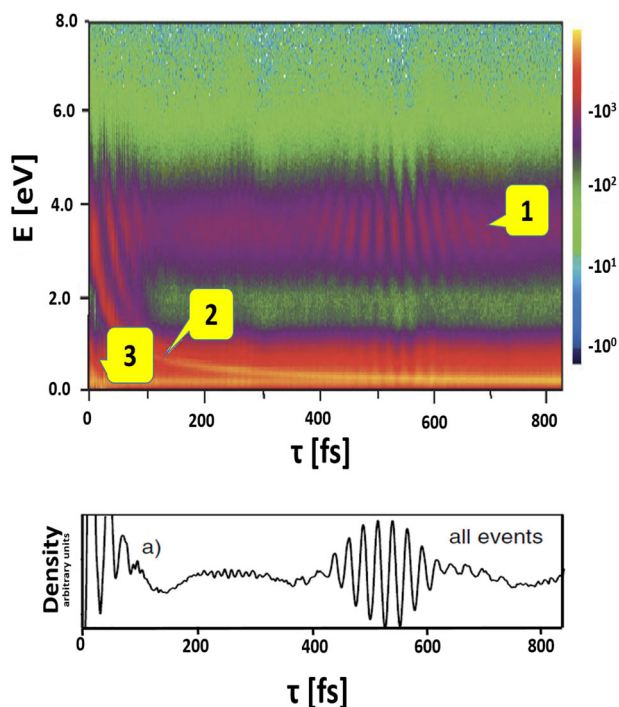 8.0
6.0
4.0
2.0
0.0
E [eV]
1
2
3
-10³
-10²
-10¹
-10⁰
0 200 400 600 800
τ [fs]
Density
arbitrary units
a)
all events
0 200 400 600 800
τ [fs]